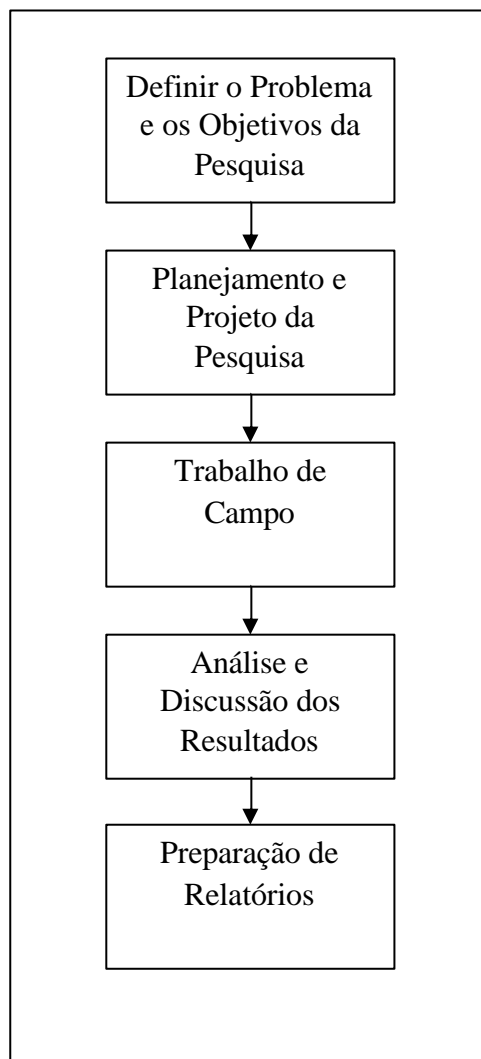 Definir o Problema
e os Objetivos da
Pesquisa
Planejamento e
Projeto da
Pesquisa
Trabalho de
Campo
Análise e
Discussão dos
Resultados
Preparação de
Relatórios